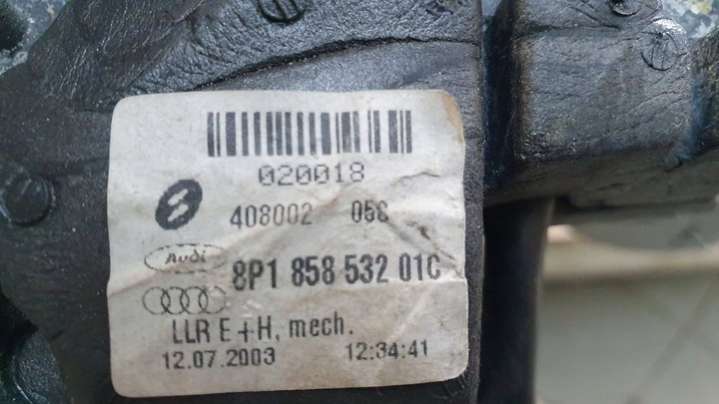 020018
408002 05C
Audi
8P1 858 532 01C
LLR E+H, mech.
12.07.2003 12:34:41